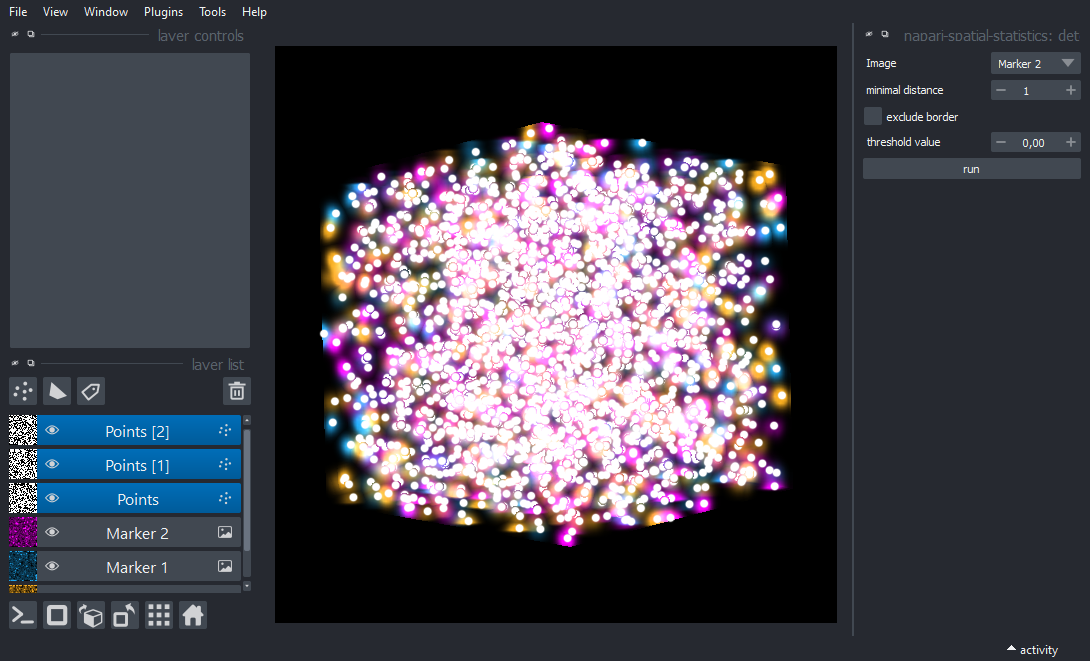 File View Window Plugins Tools Help
layer controls
napari-spatial-statistics: det
Image Marker 2
minimal distance 1
exclude border
threshold value 0,00
run
layer list
Points [2]
Points [1]
Points
Marker 2
Marker 1
activity